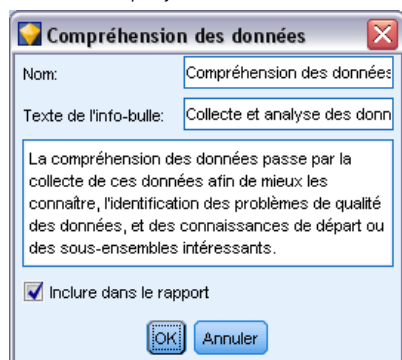 Compréhension des données
Nom:
Compréhension des données
Texte de l'info-bulle:
Collecte et analyse des donn
La compréhension des données passe par la
collecte de ces données afin de mieux les
connaître, l'identification des problèmes de qualité
des données, et des connaissances de départ ou
des sous-ensembles intéressants.
Inclure dans le rapport
OK
Annuler